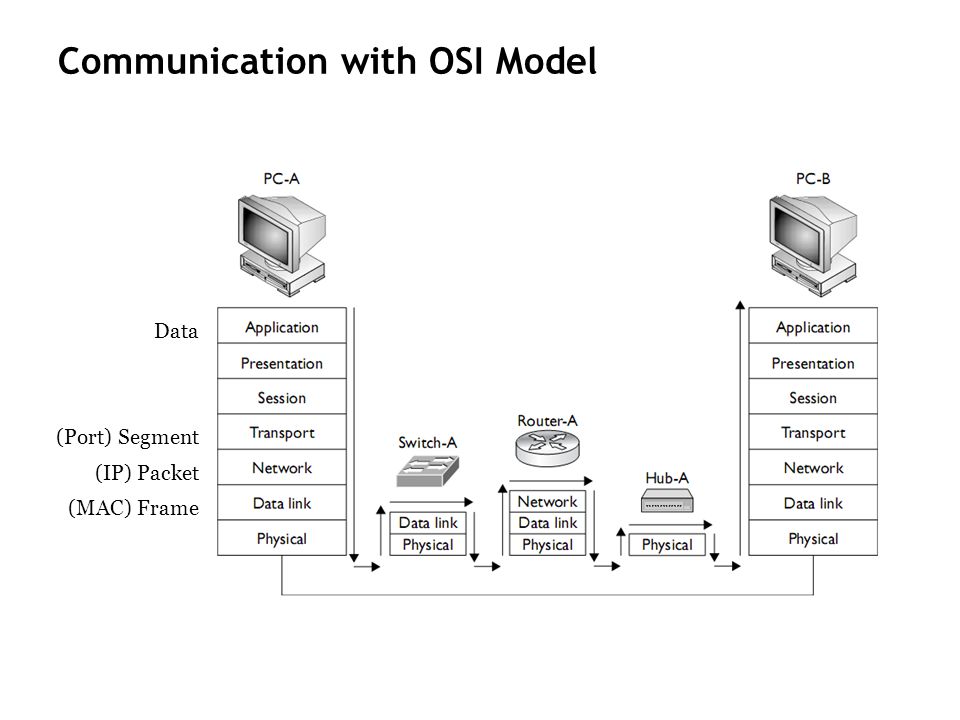 Communication with OSI Model
PC-A
PC-B
Data
(Port) Segment
(IP) Packet
(MAC) Frame
Application
Presentation
Session
Transport
Network
Data link
Physical
Switch-A
Data link
Physical
Router-A
Network
Data link
Physical
Hub-A
Physical
Application
Presentation
Session
Transport
Network
Data link
Physical